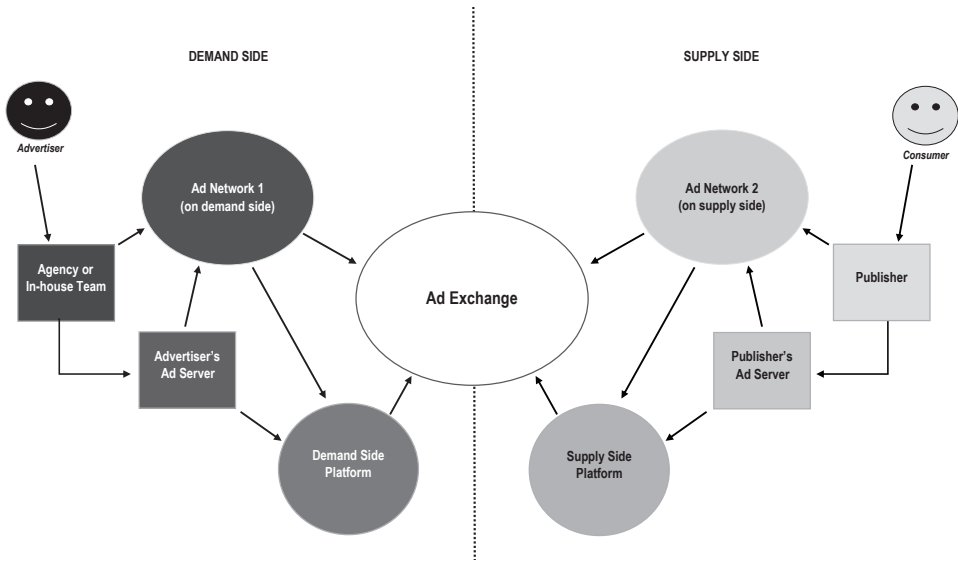 DEMAND SIDE
SUPPLY SIDE
Advertiser
Consumer
Ad Network 1
(on demand side)
Ad Network 2
(on supply side)
Agency or
In-house Team
Ad Exchange
Publisher
Advertiser's
Ad Server
Publisher's
Ad Server
Demand Side
Platform
Supply Side
Platform